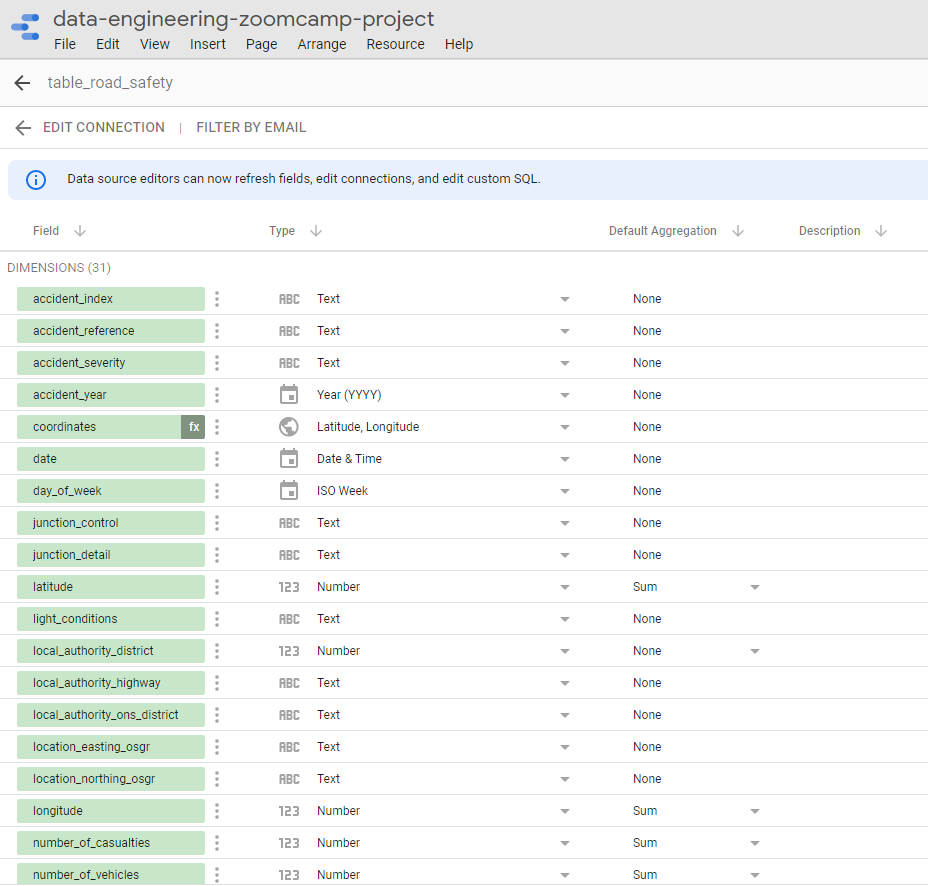 data-engineering-zoomcamp-project
File Edit View Insert Page Arrange Resource Help
table_road_safety
EDIT CONNECTION | FILTER BY EMAIL
Data source editors can now refresh fields, edit connections, and edit custom SQL.
Field Type Default Aggregation Description
DIMENSIONS (31)
accident_index ABC Text None
accident_reference ABC Text None
accident_severity ABC Text None
accident_year Year (YYYY) None
coordinates fx Latitude, Longitude None
date Date & Time None
day_of_week ISO Week None
junction_control ABC Text None
junction_detail ABC Text None
latitude 123 Number Sum
light_conditions ABC Text None
local_authority_district 123 Number None
local_authority_highway ABC Text None
local_authority_ons_district ABC Text None
location_easting_osgr ABC Text None
location_northing_osgr ABC Text None
longitude 123 Number Sum
number_of_casualties 123 Number Sum
number_of_vehicles 123 Number Sum